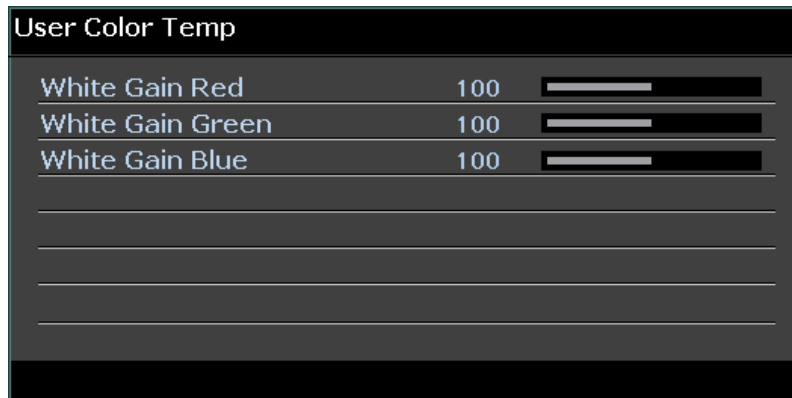 User Color Temp
White Gain Red 100
White Gain Green 100
White Gain Blue 100